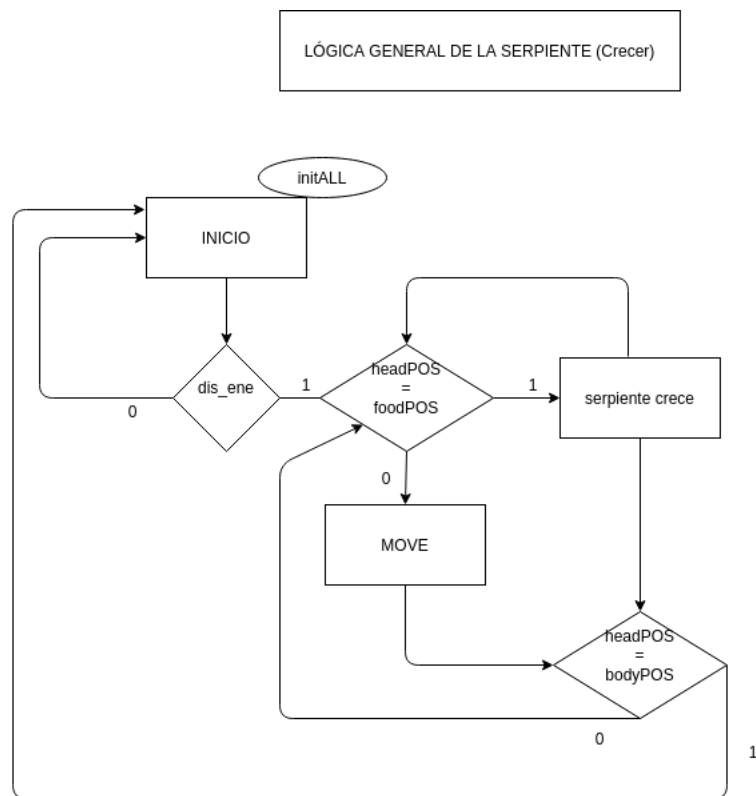 LÓGICA GENERAL DE LA SERPIENTE (Crecer)
initALL
INICIO
dis_ene
0
1
headPOS
=
foodPOS
1
serpiente crece
0
MOVE
headPOS
=
bodyPOS
0
1